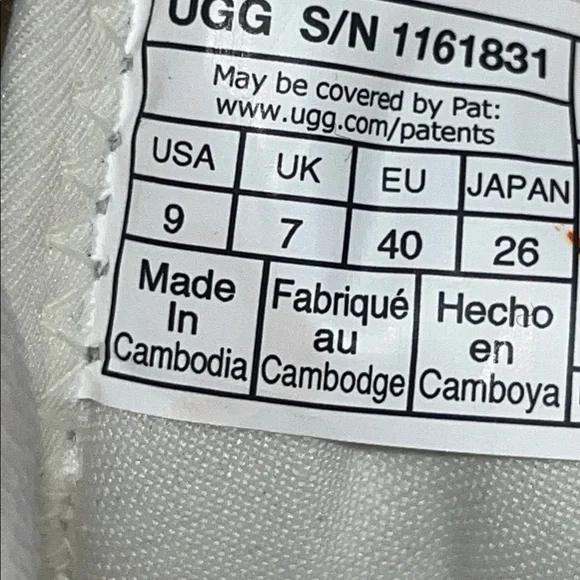 UGG S/N 1161831
May be covered by Pat:
www.ugg.com/patents
USA UK EU JAPAN
9 7 40 26
Made In Cambodia
Fabriqué au Cambodge
Hecho en Camboya